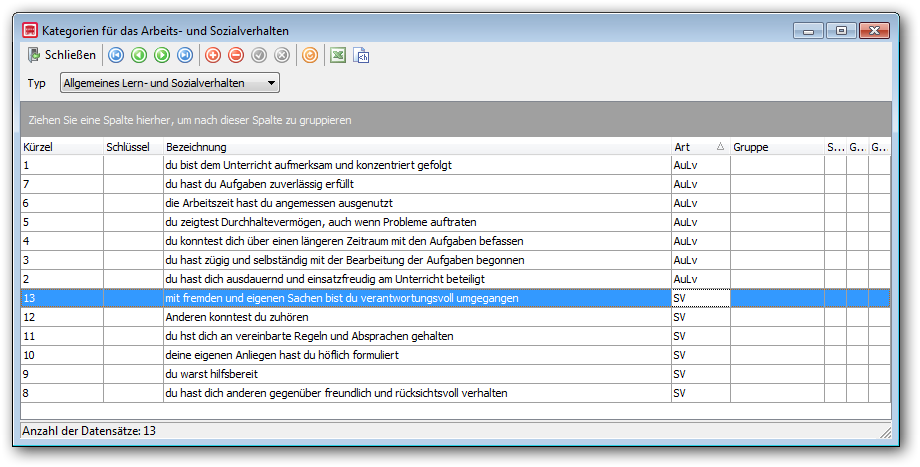 Kategorien für das Arbeits- und Sozialverhalten
Schließen
Typ Allgemeines Lern- und Sozialverhalten
Ziehen Sie eine Spalte hierher, um nach dieser Spalte zu gruppieren
Kürzel Schlüssel Bezeichnung Art Gruppe S... G... G...
1 du bist dem Unterricht aufmerksam und konzentriert gefolgt AuLv
7 du hast du Aufgaben zuverlässig erfüllt AuLv
6 die Arbeitszeit hast du angemessen ausgenutzt AuLv
5 du zeigtest Durchhaltevermögen, auch wenn Probleme auftraten AuLv
4 du konntest dich über einen längeren Zeitraum mit den Aufgaben befassen AuLv
3 du hast zügig und selbständig mit der Bearbeitung der Aufgaben begonnen AuLv
2 du hast dich ausdauernd und einsatzfreudig am Unterricht beteiligt AuLv
13 mit fremden und eigenen Sachen bist du verantwortungsvoll umgegangen SV
12 Anderen konntest du zuhören SV
11 du hst dich an vereinbarte Regeln und Absprachen gehalten SV
10 deine eigenen Anliegen hast du höflich formuliert SV
9 du warst hilfsbereit SV
8 du hast dich anderen gegenüber freundlich und rücksichtsvoll verhalten SV
Anzahl der Datensätze: 13